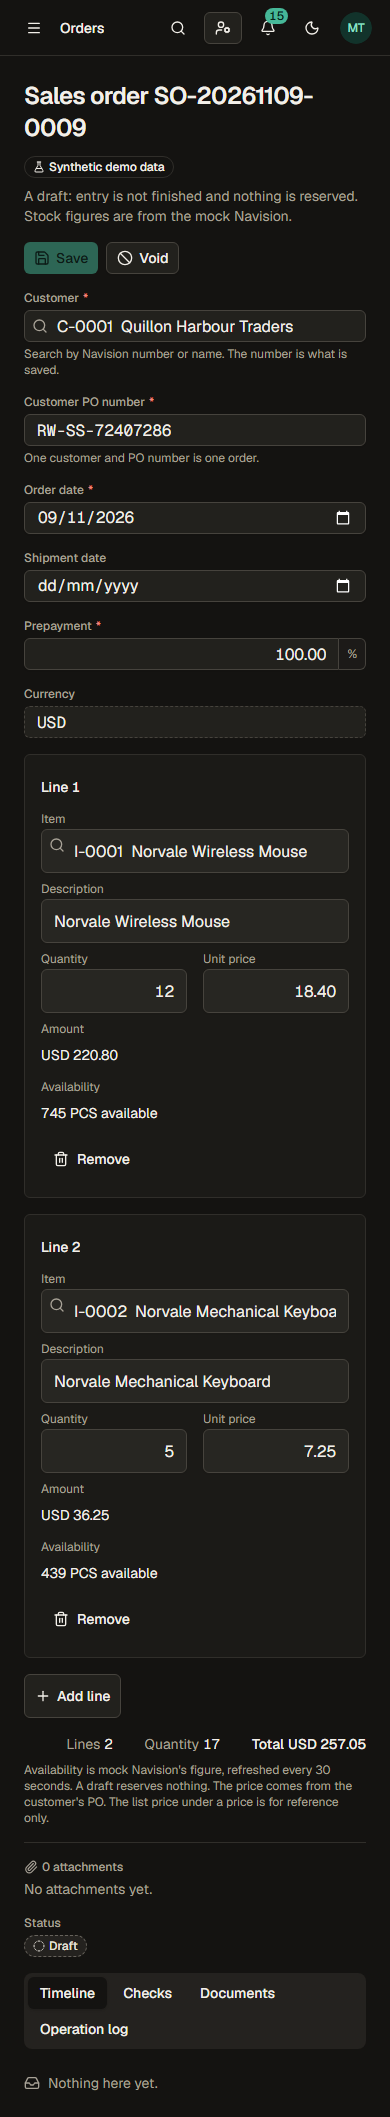 Orders
15
MT
Sales order SO-20261109-
0009
Synthetic demo data
A draft: entry is not finished and nothing is reserved.
Stock figures are from the mock Navision.
Save
Void
Customer *
C-0001 Quillon Harbour Traders
Search by Navision number or name. The number is what is
saved.
Customer PO number *
RW-SS-72407286
One customer and PO number is one order.
Order date *
09/11/2026
Shipment date
dd/mm/yyyy
Prepayment *
100.00 %
Currency
USD
Line 1
Item
I-0001 Norvale Wireless Mouse
Description
Norvale Wireless Mouse
Quantity Unit price
12 18.40
Amount
USD 220.80
Availability
745 PCS available
Remove
Line 2
Item
I-0002 Norvale Mechanical Keyboa
Description
Norvale Mechanical Keyboard
Quantity Unit price
5 7.25
Amount
USD 36.25
Availability
439 PCS available
Remove
Add line
Lines 2 Quantity 17 Total USD 257.05
Availability is mock Navision's figure, refreshed every 30
seconds. A draft reserves nothing. The price comes from the
customer's PO. The list price under a price is for reference
only.
0 attachments
No attachments yet.
Status
Draft
Timeline Checks Documents
Operation log
Nothing here yet.